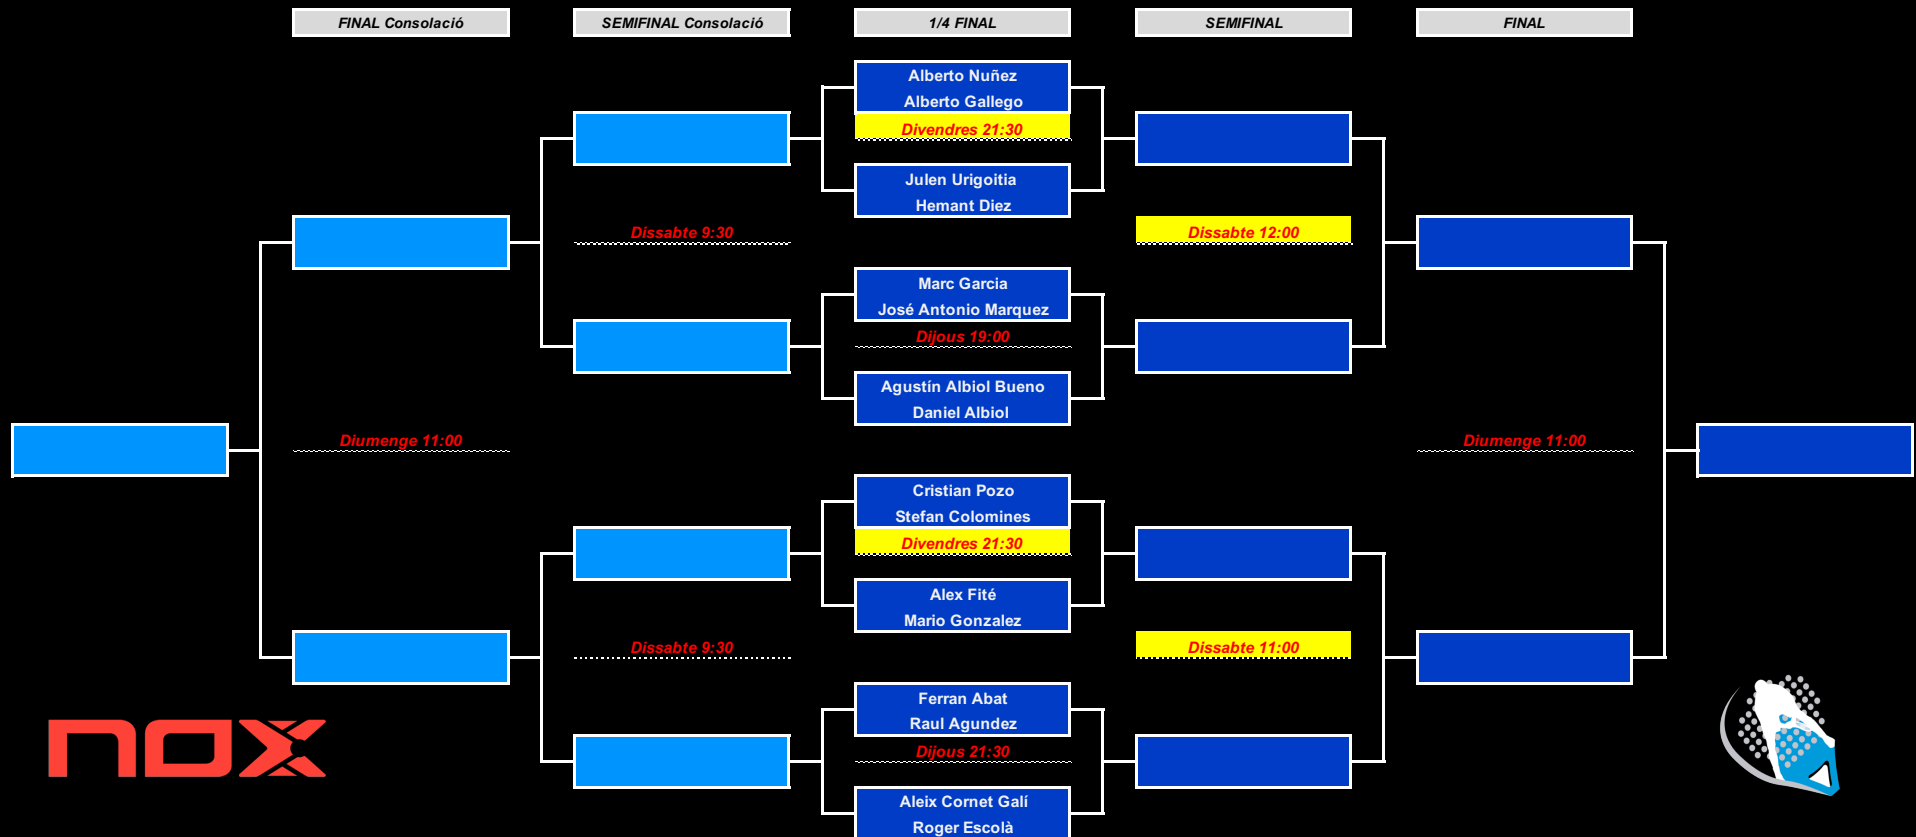 FINAL Consolació
SEMIFINAL Consolació
1/4 FINAL
SEMIFINAL
FINAL
Alberto Nuñez
Alberto Gallego
Divendres 21:30
Julen Urigoitia
Hemant Diez
Dissabte 9:30
Dissabte 12:00
Marc Garcia
José Antonio Marquez
Dijous 19:00
Agustín Albiol Bueno
Daniel Albiol
Diumenge 11:00
Diumenge 11:00
Cristian Pozo
Stefan Colomines
Divendres 21:30
Alex Fité
Mario Gonzalez
Dissabte 9:30
Dissabte 11:00
Ferran Abat
Raul Agundez
Dijous 21:30
Aleix Cornet Galí
Roger Escolà
nox